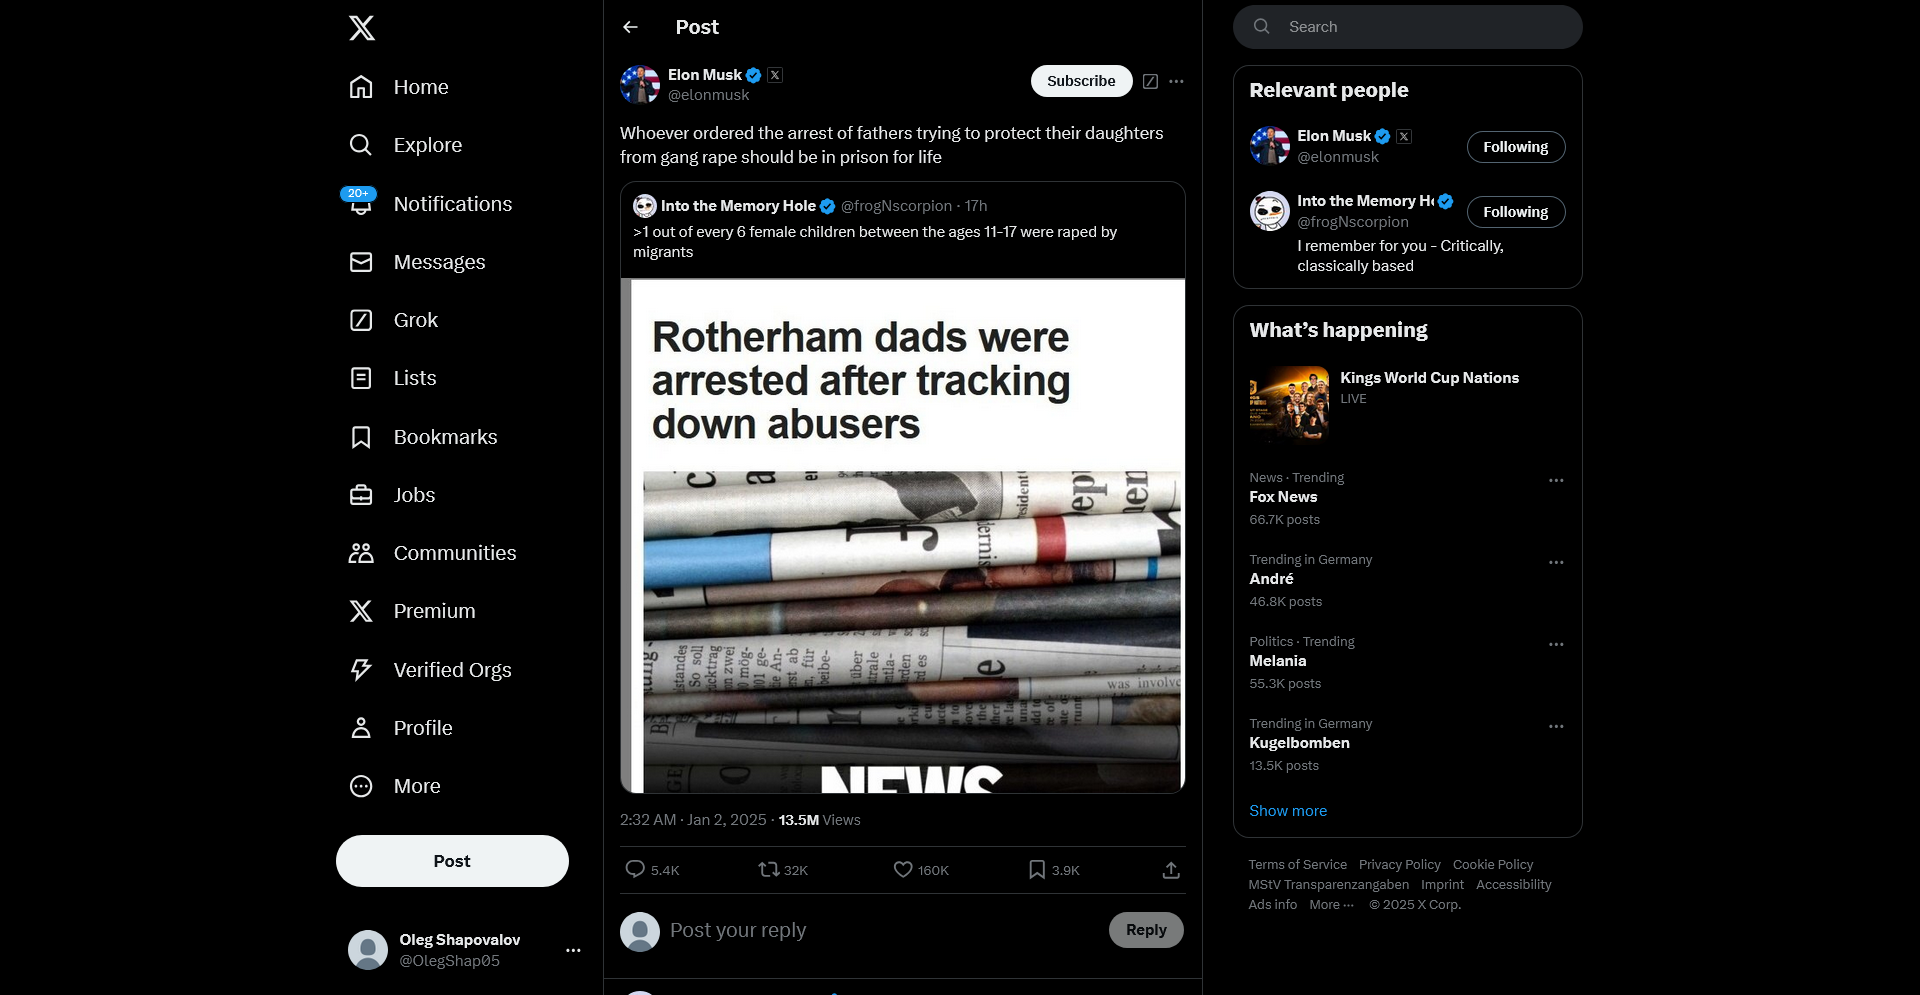 Home
Explore
20+
Notifications
Messages
Grok
Lists
Bookmarks
Jobs
Communities
Premium
Verified Orgs
Profile
More
Post
Oleg Shapovalov
@OlegShap05
Post
Elon Musk
@elonmusk
Subscribe
Whoever ordered the arrest of fathers trying to protect their daughters
from gang rape should be in prison for life
Into the Memory Hole @frogNscorpion · 17h
>1 out of every 6 female children between the ages 11-17 were raped by
migrants
Rotherham dads were
arrested after tracking
down abusers
was involve
NEWS
2:32 AM · Jan 2, 2025 · 13.5M Views
5.4K
32K
160K
3.9K
Post your reply
Reply
Search
Relevant people
Elon Musk
@elonmusk
Following
Into the Memory H
@frogNscorpion
Following
I remember for you - Critically,
classically based
What's happening
Kings World Cup Nations
LIVE
News · Trending
Fox News
66.7K posts
Trending in Germany
André
46.8K posts
Politics · Trending
Melania
55.3K posts
Trending in Germany
Kugelbomben
13.5K posts
Show more
Terms of Service Privacy Policy Cookie Policy
MStV Transparenzangaben Imprint Accessibility
Ads info More ··· © 2025 X Corp.